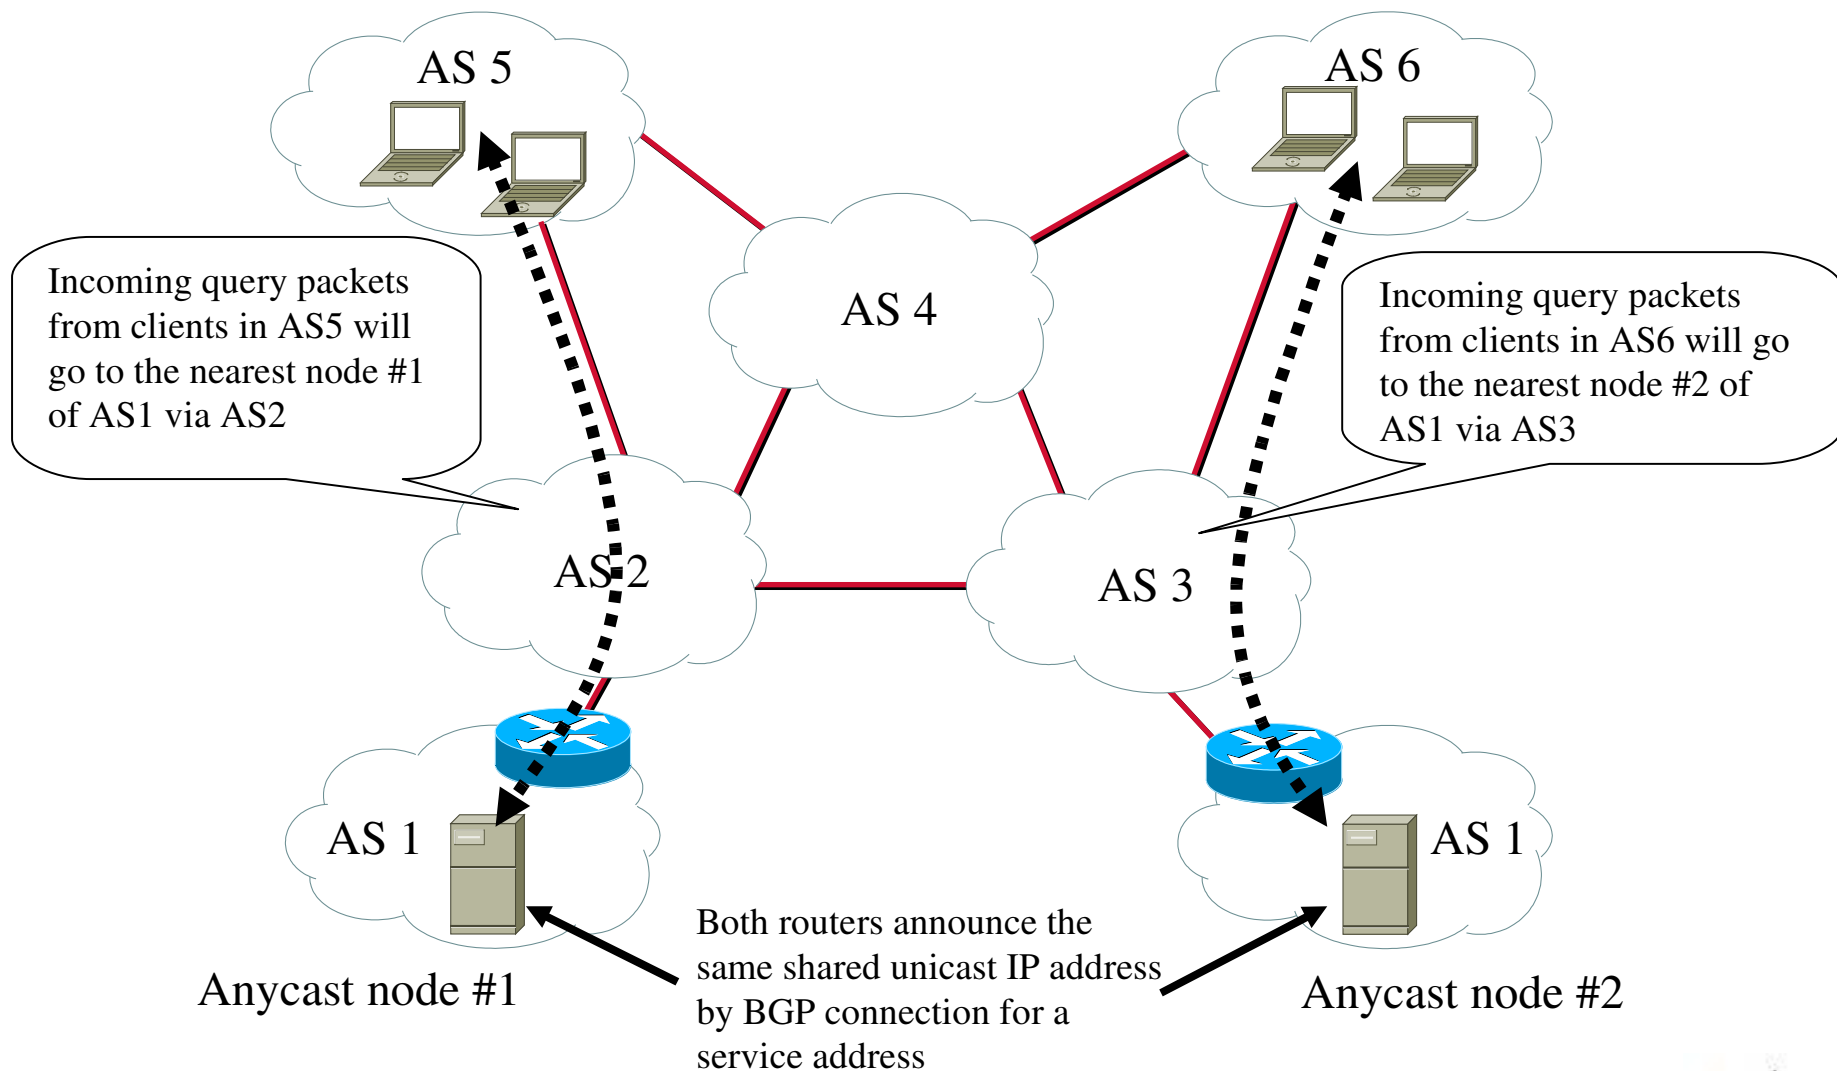 AS 5
AS 6
Incoming query packets
from clients in AS5 will
go to the nearest node #1
of AS1 via AS2
AS 4
Incoming query packets
from clients in AS6 will go
to the nearest node #2 of
AS1 via AS3
AS 2
AS 3
AS 1
AS 1
Both routers announce the
same shared unicast IP address
by BGP connection for a
service address
Anycast node #1
Anycast node #2